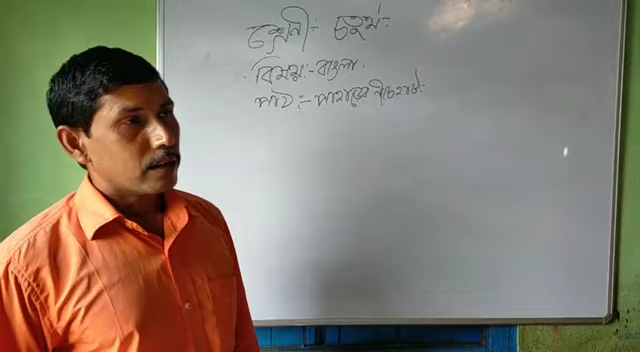 শ্রেনী:- চতুর্থ:
বিষয়:- বাংলা.
পাঠ:- পাহাড়ের নীচে হাট: